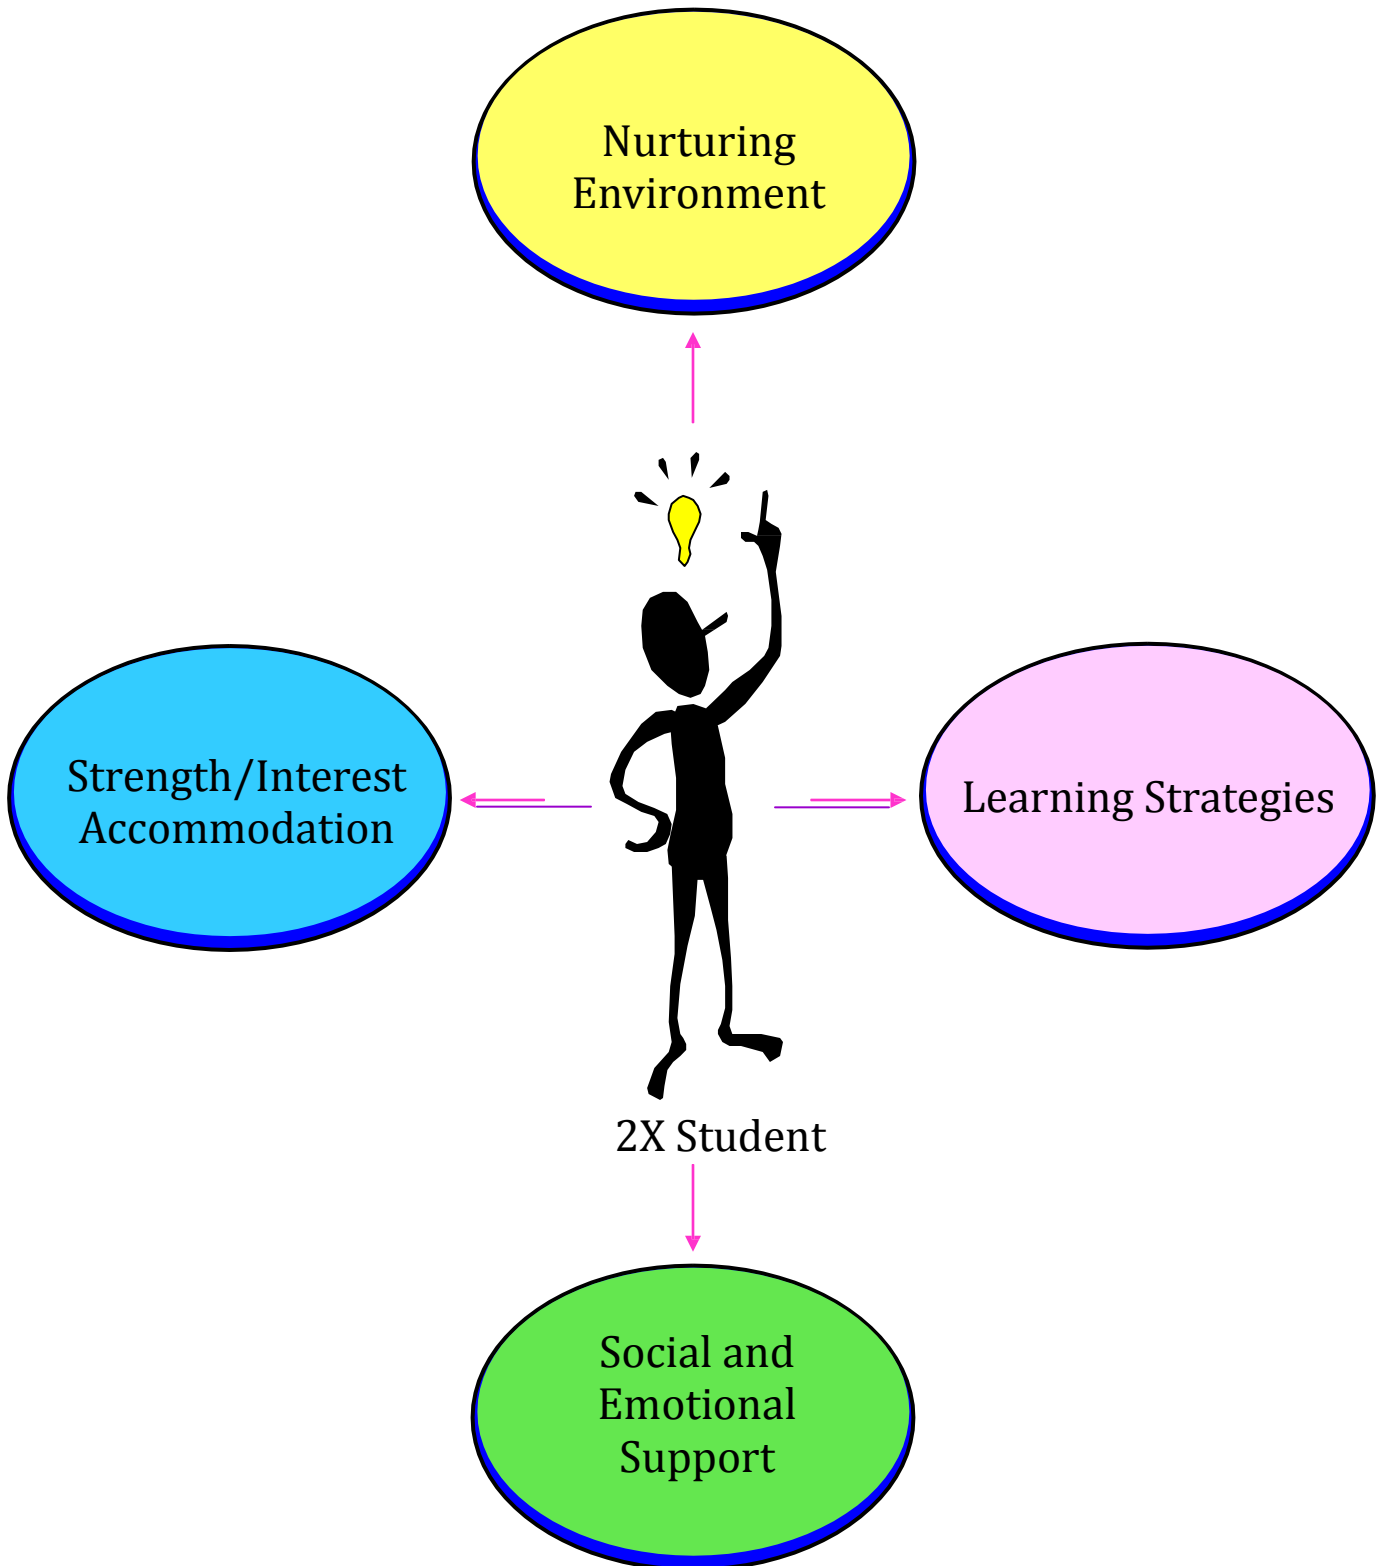 Nurturing
Environment
Strength/Interest
Accommodation
Learning Strategies
2X Student
Social and
Emotional
Support